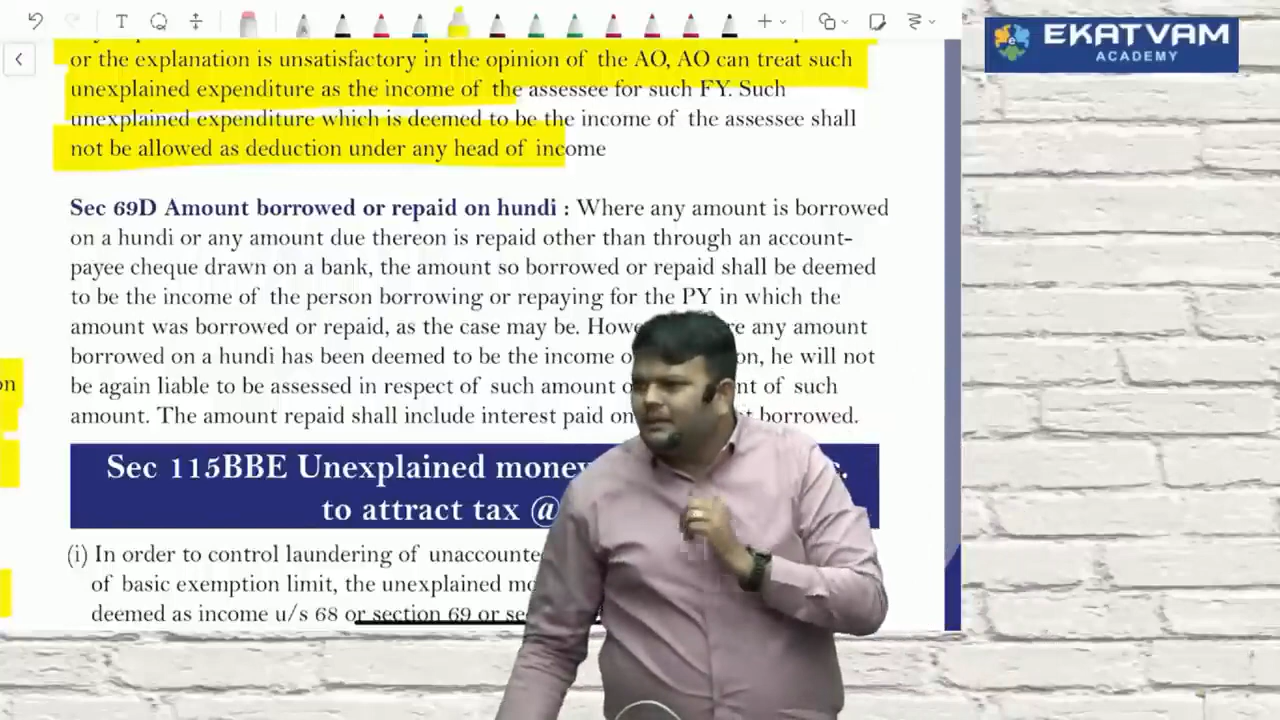 EKATVAM
ACADEMY
or the explanation is unsatisfactory in the opinion of the AO, AO can treat such
unexplained expenditure as the income of the assessee for such FY. Such
unexplained expenditure which is deemed to be the income of the assessee shall
not be allowed as deduction under any head of income
Sec 69D Amount borrowed or repaid on hundi : Where any amount is borrowed
on a hundi or any amount due thereon is repaid other than through an account-
payee cheque drawn on a bank, the amount so borrowed or repaid shall be deemed
to be the income of the person borrowing or repaying for the PY in which the
amount was borrowed or repaid, as the case may be. any amount
borrowed on a hundi has been deemed to be the income he will not
be again liable to be assessed in respect of such amount of such
amount. The amount repaid shall include interest paid on borrowed.
Sec 115BBE Unexplained money
to attract tax @
(i) In order to control laundering of
of basic exemption limit, the unexplained
deemed as income u/s 68 or section 69 or